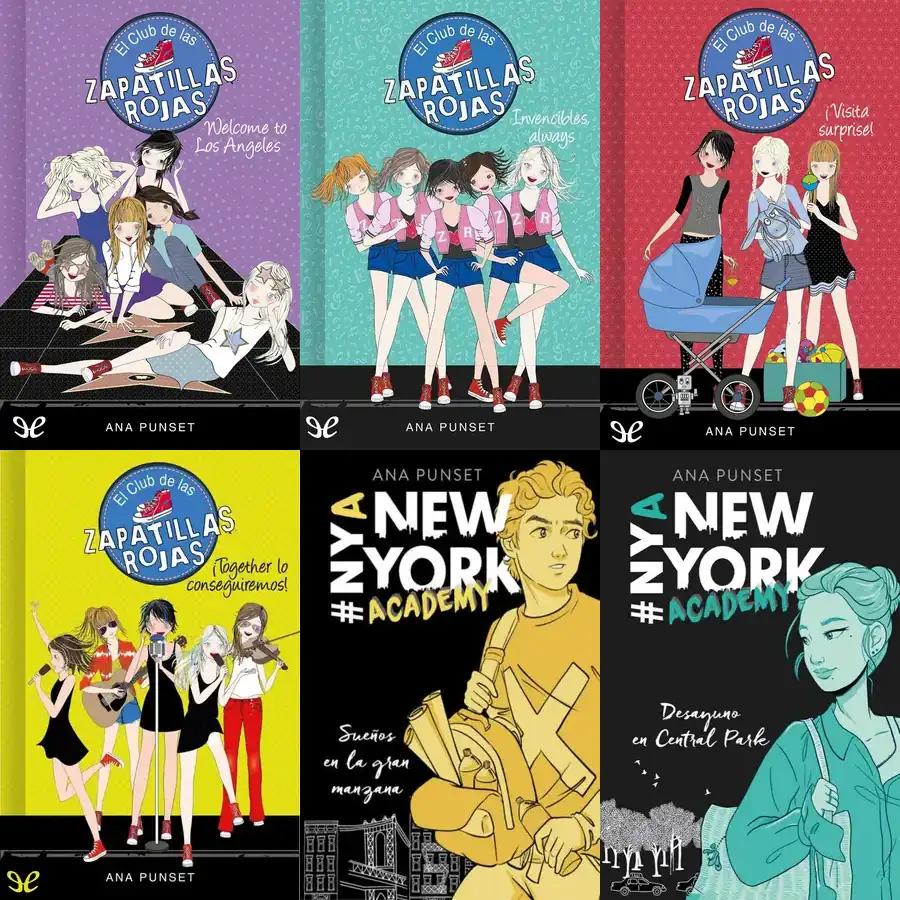 El Club de las
ZAPATILLAS
ROJAS
Welcome to
Los Angeles
ANA PUNSET
El Club de las
ZAPATILLAS
ROJAS
Invencibles,
always
Z R
Z
Z R
ANA PUNSET
El Club de las
ZAPATILLAS
ROJAS
¡Visita
surprise!
ANA PUNSET
El Club de las
ZAPATILLAS
ROJAS
¡Together lo
conseguiremos!
ANA PUNSET
ANA PUNSET
#NYA
NEW
YORK
ACADEMY
Sueños
en la gran
manzana
ANA PUNSET
#NYA
NEW
YORK
ACADEMY
Desayuno
en Central Park